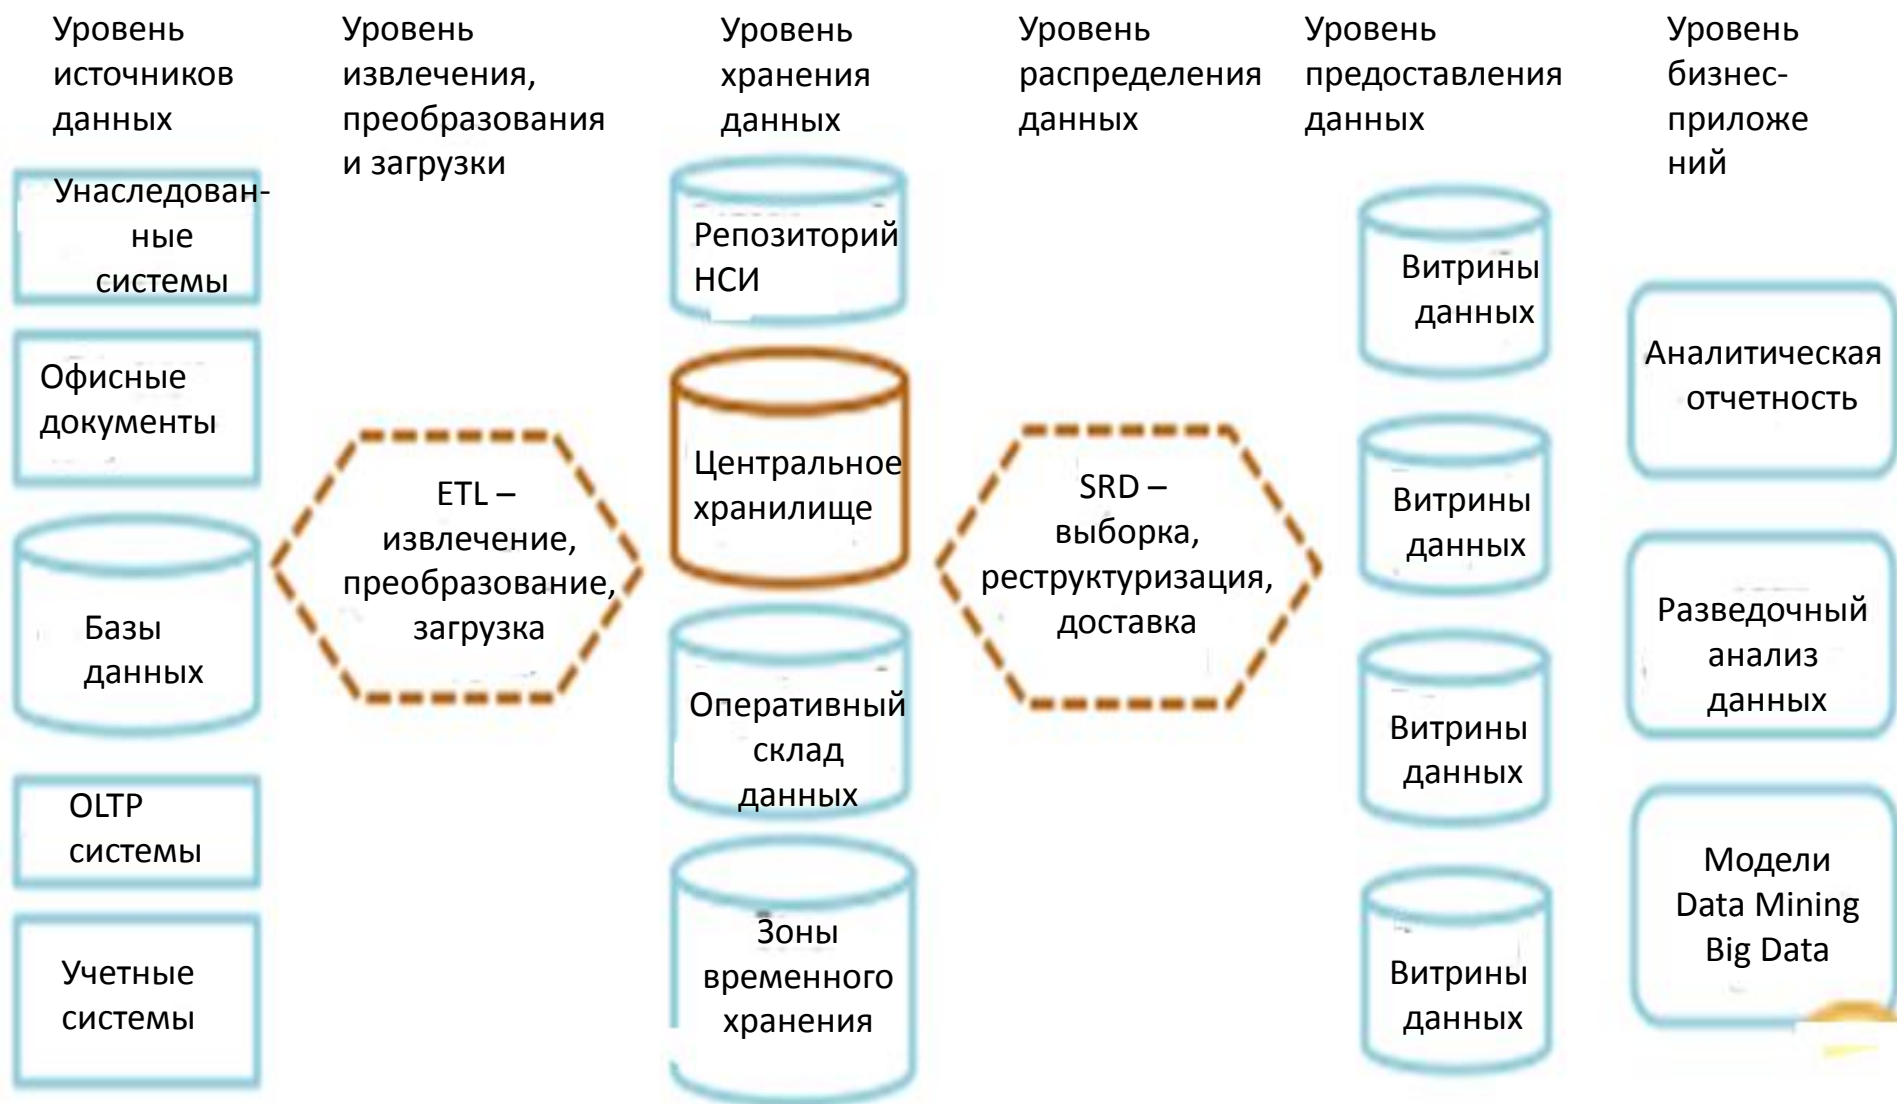 Уровень
источников
данных
Уровень
извлечения,
преобразования
и загрузки
Уровень
хранения
данных
Уровень
распределения
данных
Уровень
предоставления
данных
Уровень
бизнес-
приложе
ний
Унаследован-
ные
системы
Офисные
документы
Базы
данных
OLTP
системы
Учетные
системы
ETL –
извлечение,
преобразование,
загрузка
Репозиторий
НСИ
Центральное
хранилище
Оперативный
склад
данных
Зоны
временного
хранения
SRD –
выборка,
реструктуризация,
доставка
Витрины
данных
Витрины
данных
Витрины
данных
Витрины
данных
Аналитическая
отчетность
Разведочный
анализ
данных
Модели
Data Mining
Big Data